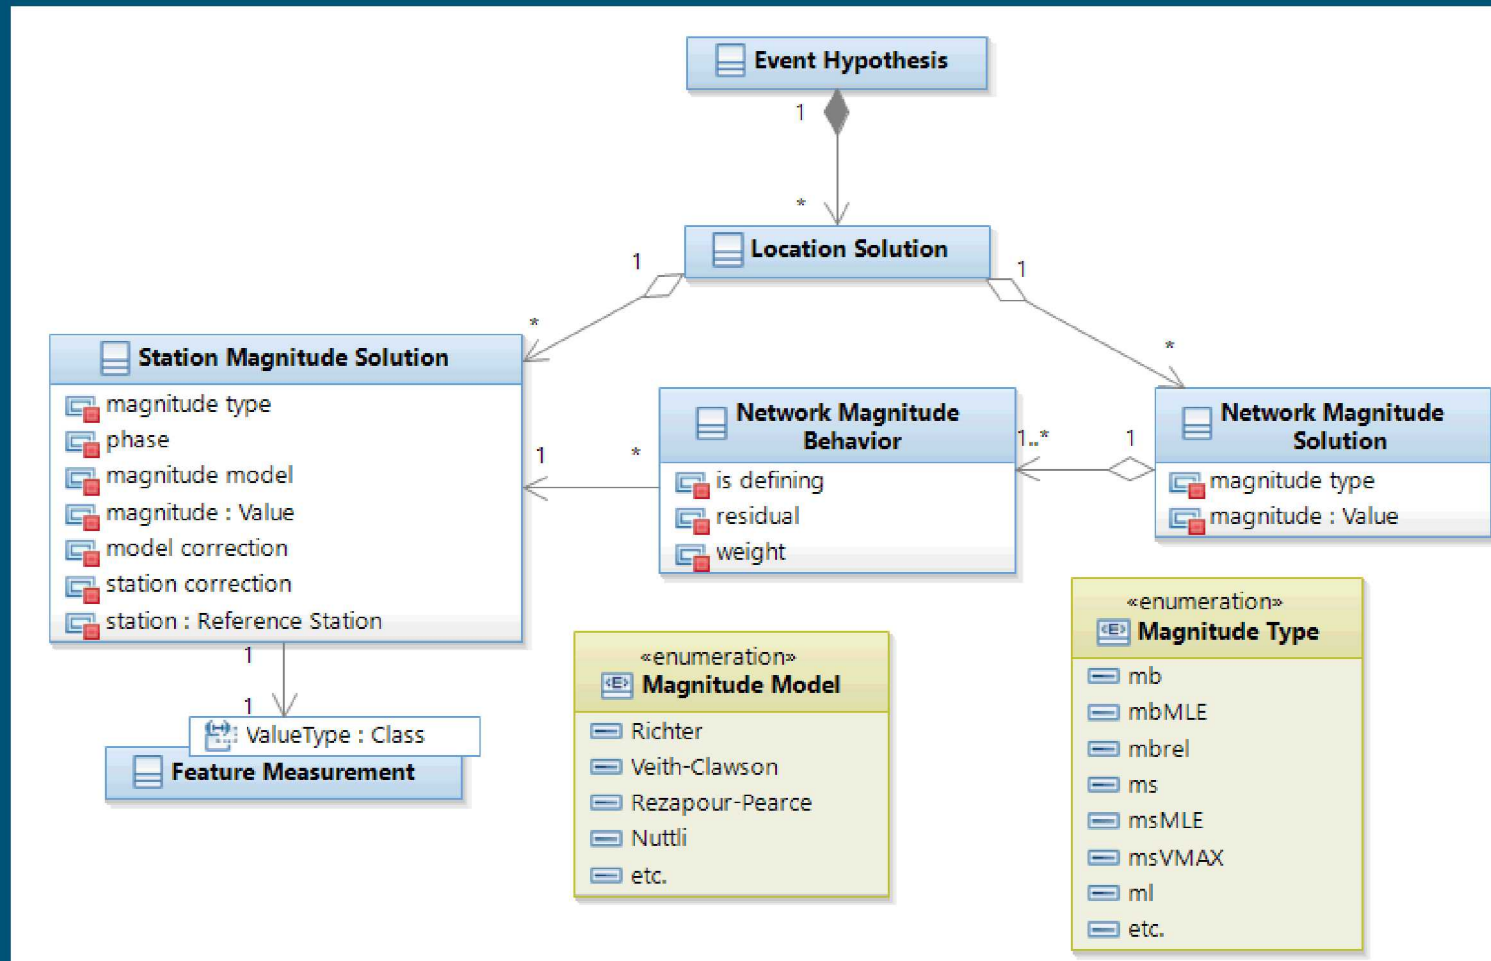 Event Hypothesis
1
*
Location Solution
1
1
*
*
Station Magnitude Solution
magnitude type
phase
magnitude model
magnitude : Value
model correction
station correction
station : Reference Station
1
*
Network Magnitude
Behavior
is defining
residual
weight
1..*
1
Network Magnitude
Solution
magnitude type
magnitude : Value
1
1
ValueType : Class
Feature Measurement
«enumeration»
<E> Magnitude Model
Richter
Veith-Clawson
Rezapour-Pearce
Nuttli
etc.
«enumeration»
<E> Magnitude Type
mb
mbMLE
mbrel
ms
msMLE
msVMAX
ml
etc.